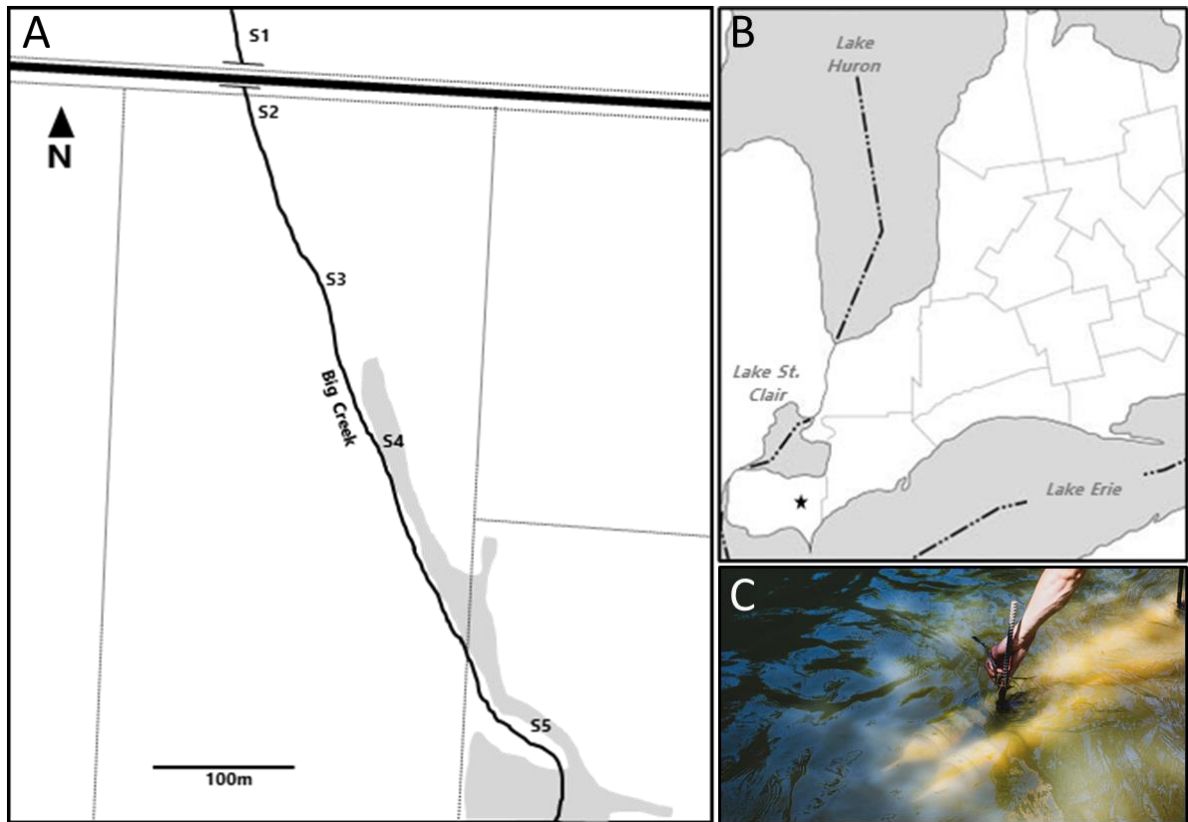 A
S1
S2
N
S3
Big Creek
S4
S5
100m
B
Lake
Huron
Lake St.
Clair
Lake Erie
C